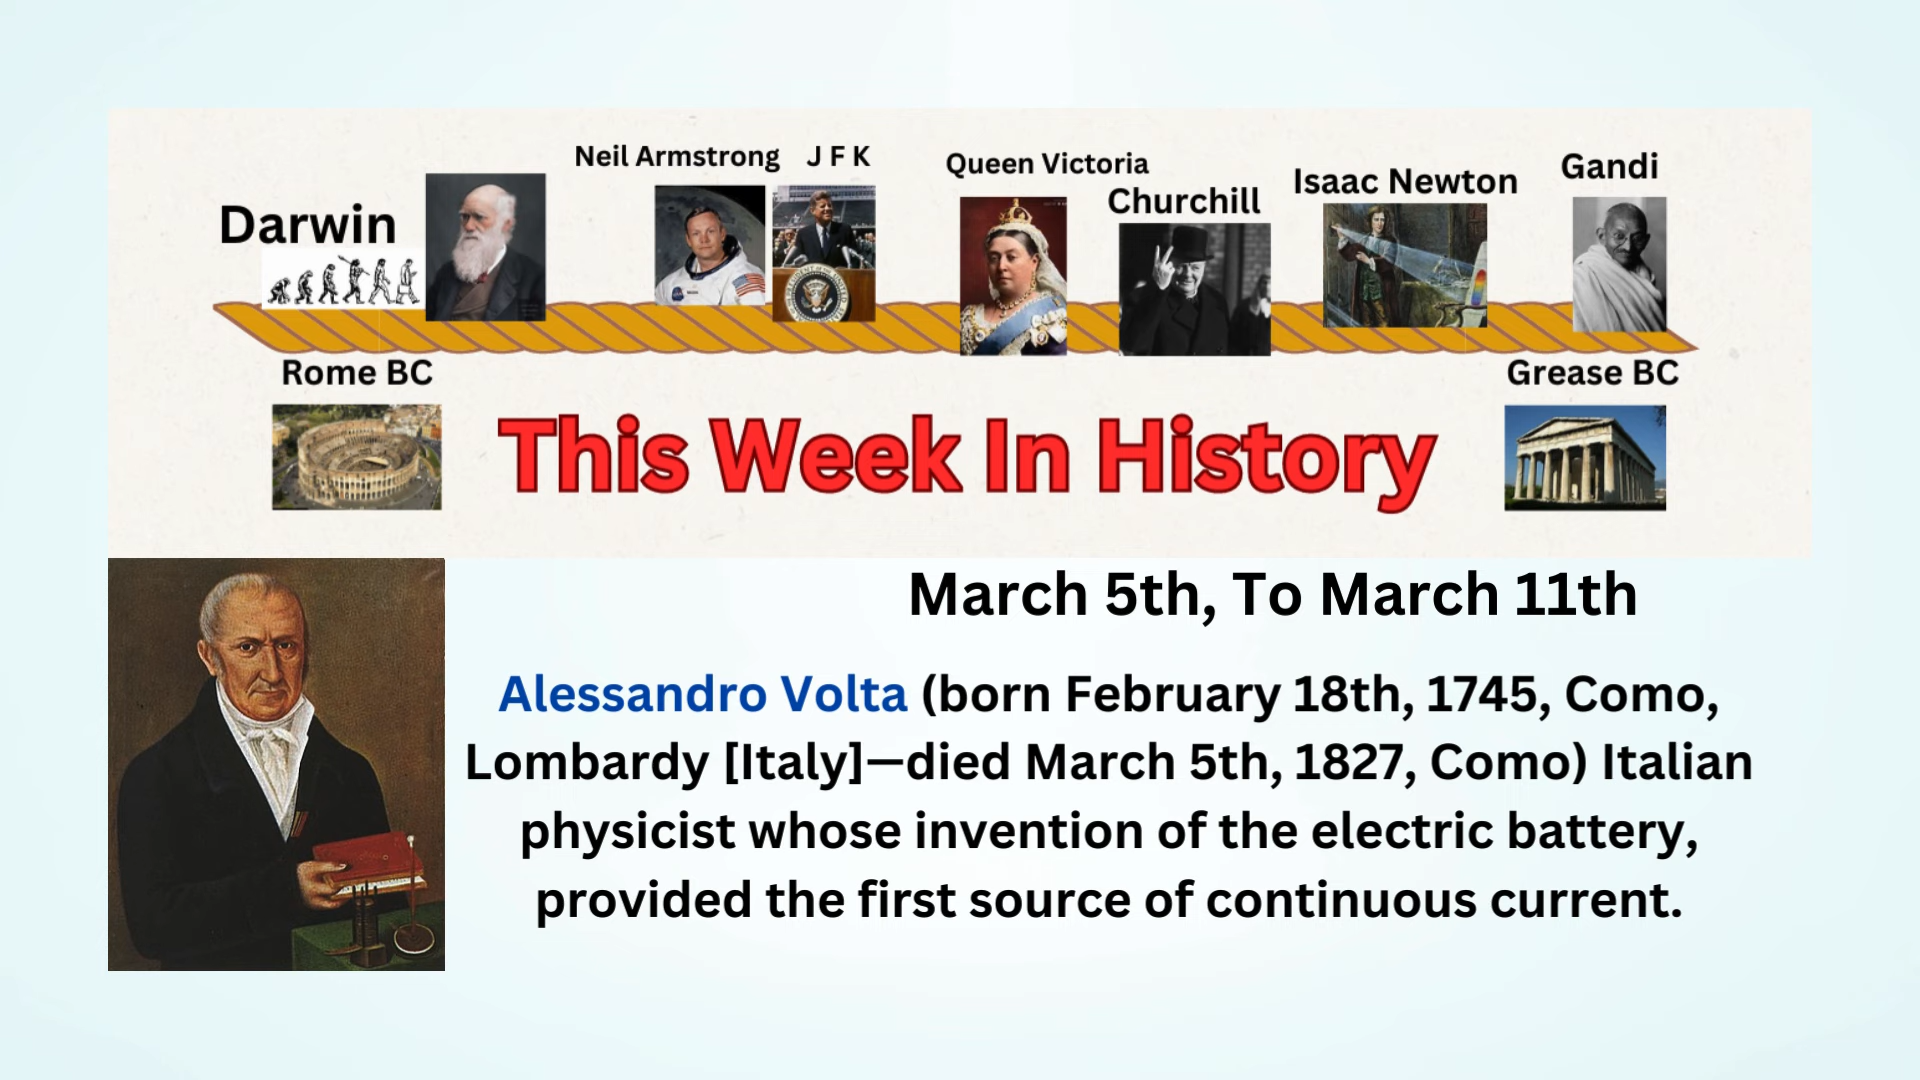 Neil Armstrong
J F K
Queen Victoria
Gandi
Isaac Newton
Churchill
Darwin
Rome BC
Grease BC
This Week In History
March 5th, To March 11th
Alessandro Volta (born February 18th, 1745, Como,
Lombardy [Italy]—died March 5th, 1827, Como) Italian
physicist whose invention of the electric battery,
provided the first source of continuous current.